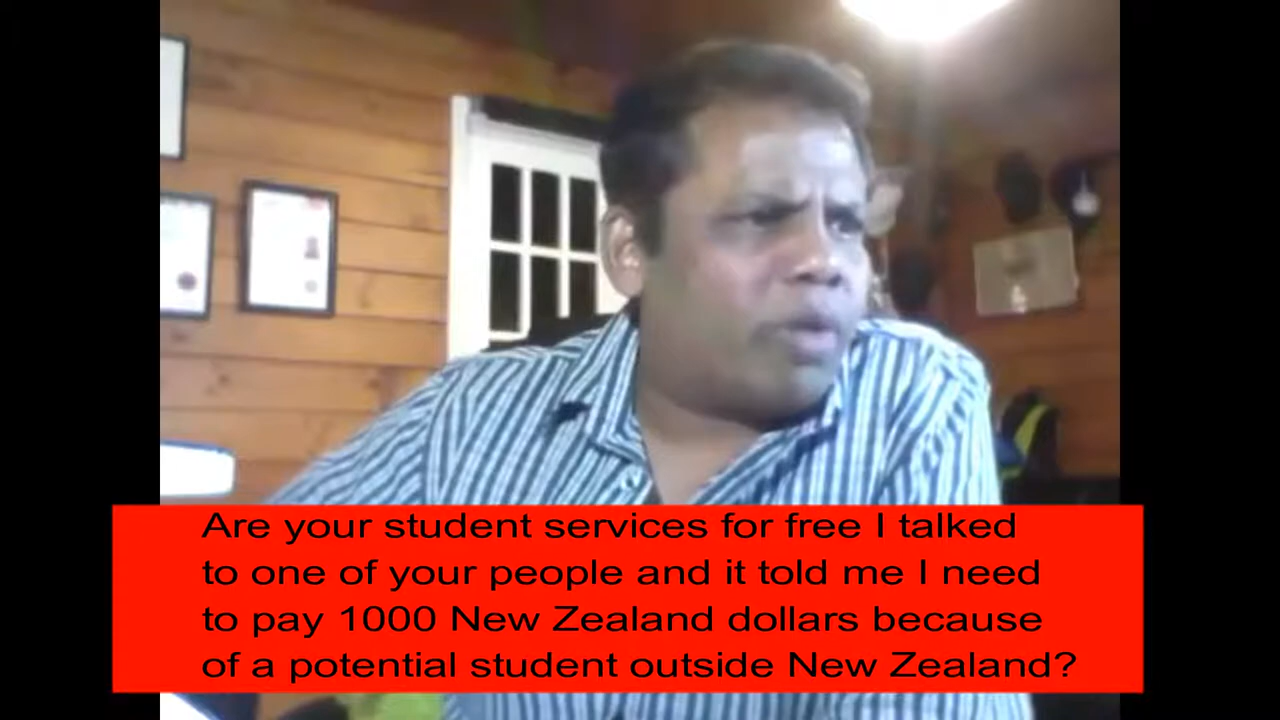 Are your student services for free I talked
to one of your people and it told me I need
to pay 1000 New Zealand dollars because
of a potential student outside New Zealand?